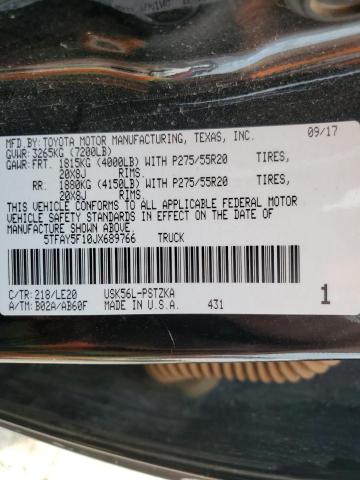 MFD.BY:TOYOTA MOTOR MANUFACTURING, TEXAS, INC. 09/17
GVWR:3265KG (7200LB)
GAWR:FRT. 1815KG (4000LB) WITH P275/55R20 TIRES,
20X8J RIMS.
RR. 1880KG (4150LB) WITH P275/55R20 TIRES,
20X8J RIMS.
THIS VEHICLE CONFORMS TO ALL APPLICABLE FEDERAL MOTOR
VEHICLE SAFETY STANDARDS IN EFFECT ON THE DATE OF
MANUFACTURE SHOWN ABOVE.
5TFAY5F10JX689766 TRUCK
C/TR:218/LE20 USK56L-PSTZKA
A/TM:B02A/AB60F MADE IN U.S.A. 431 1